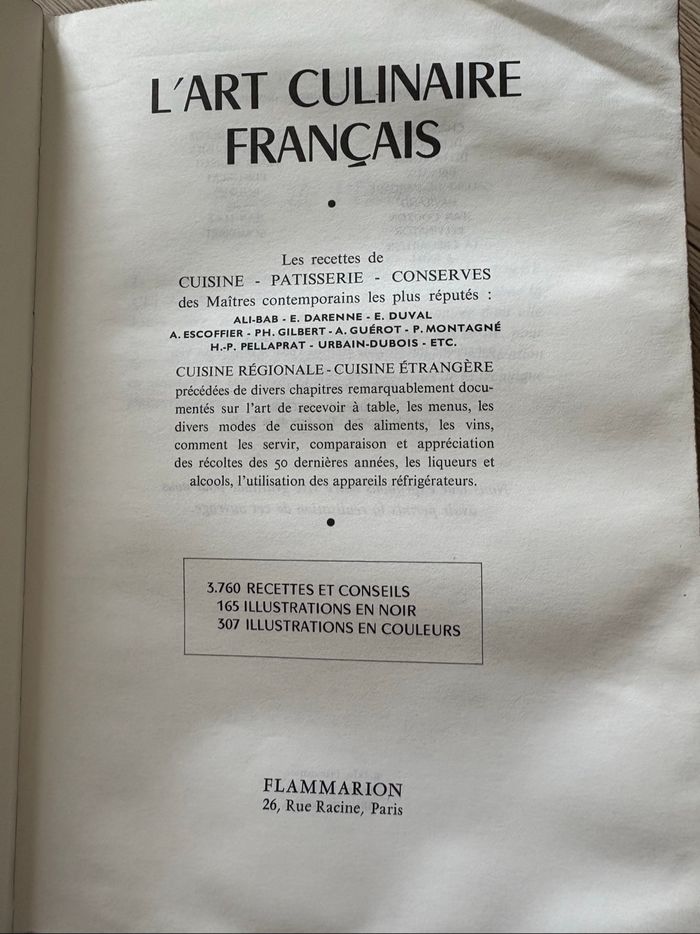 L'ART CULINAIRE
FRANÇAIS
•
Les recettes de
CUISINE - PATISSERIE - CONSERVES
des Maîtres contemporains les plus réputés :
ALI-BAB - E. DARENNE - E. DUVAL
A. ESCOFFIER - PH. GILBERT - A. GUÉROT - P. MONTAGNÉ
H.-P. PELLAPRAT - URBAIN-DUBOIS - ETC.
CUISINE RÉGIONALE - CUISINE ÉTRANGÈRE
précédées de divers chapitres remarquablement docu-
mentés sur l'art de recevoir à table, les menus, les
divers modes de cuisson des aliments, les vins,
comment les servir, comparaison et appréciation
des récoltes des 50 dernières années, les liqueurs et
alcools, l'utilisation des appareils réfrigérateurs.
•
3.760 RECETTES ET CONSEILS
165 ILLUSTRATIONS EN NOIR
307 ILLUSTRATIONS EN COULEURS
FLAMMARION
26, Rue Racine, Paris